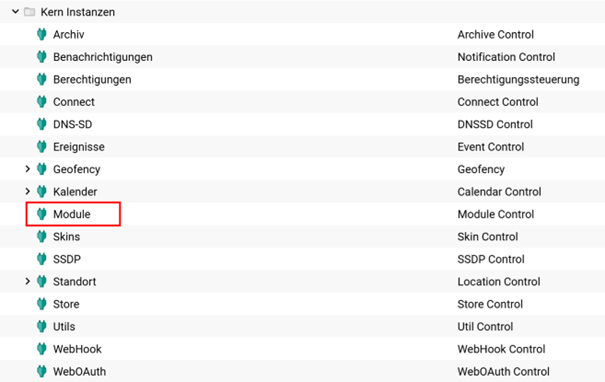 Kern Instanzen
Archiv Archive Control
Benachrichtigungen Notification Control
Berechtigungen Berechtigungssteuerung
Connect Connect Control
DNS-SD DNSSD Control
Ereignisse Event Control
Geofency Geofency
Kalender Calendar Control
Module Module Control
Skins Skin Control
SSDP SSDP Control
Standort Location Control
Store Store Control
Utils Util Control
WebHook WebHook Control
WebOAuth WebOAuth Control